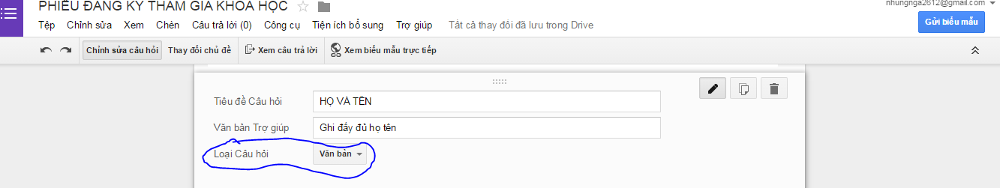 PHIẾU ĐĂNG KÝ THAM GIA KHÓA HỌC
nhungnga2612@gmail.com
Tệp Chỉnh sửa Xem Chèn Câu trả lời (0) Công cụ Tiện ích bổ sung Trợ giúp Tất cả thay đổi đã lưu trong Drive
Gửi biểu mẫu
Chỉnh sửa câu hỏi Thay đổi chủ đề Xem câu trả lời Xem biểu mẫu trực tiếp
Tiêu đề Câu hỏi HỌ VÀ TÊN
Văn bản Trợ giúp Ghi đầy đủ họ tên
Loại Câu hỏi Văn bản